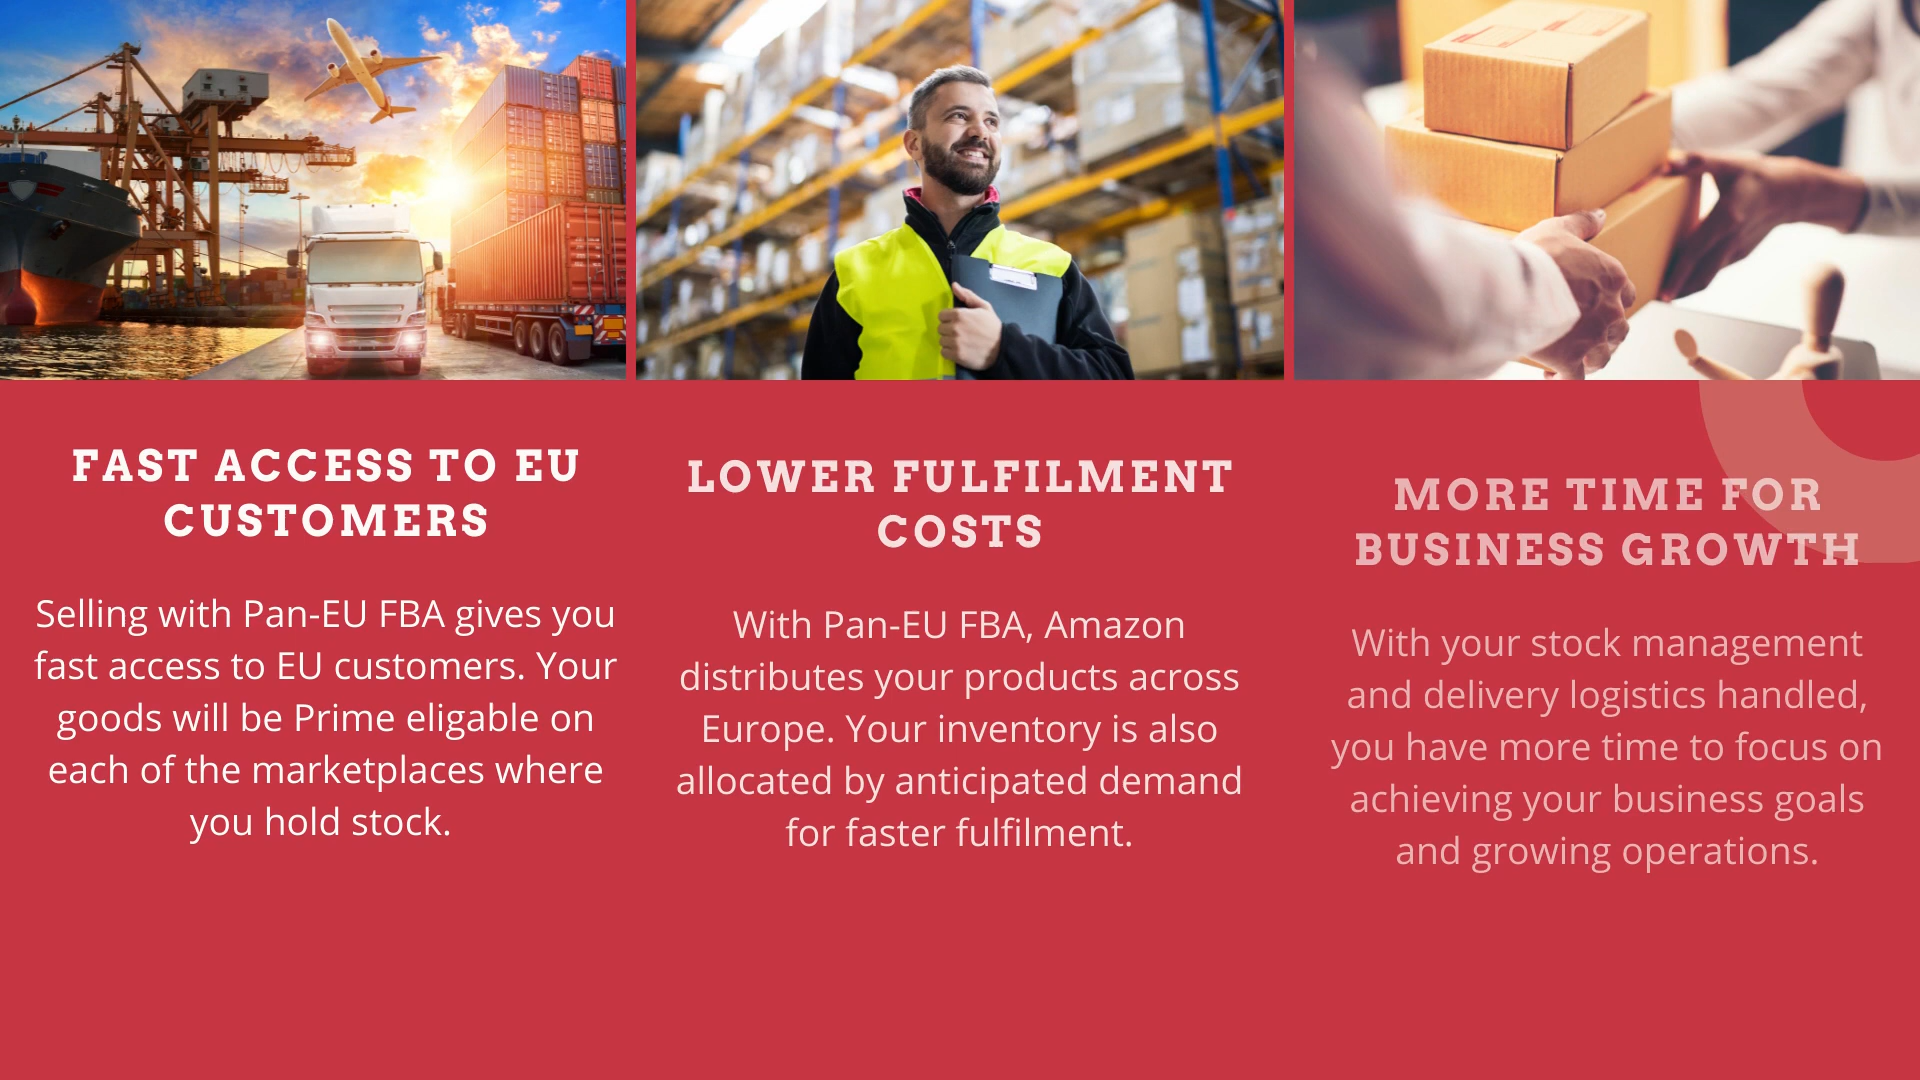 FAST ACCESS TO EU
CUSTOMERS
Selling with Pan-EU FBA gives you
fast access to EU customers. Your
goods will be Prime eligable on
each of the marketplaces where
you hold stock.
LOWER FULFILMENT
COSTS
With Pan-EU FBA, Amazon
distributes your products across
Europe. Your inventory is also
allocated by anticipated demand
for faster fulfilment.
MORE TIME FOR
BUSINESS GROWTH
With your stock management
and delivery logistics handled,
you have more time to focus on
achieving your business goals
and growing operations.